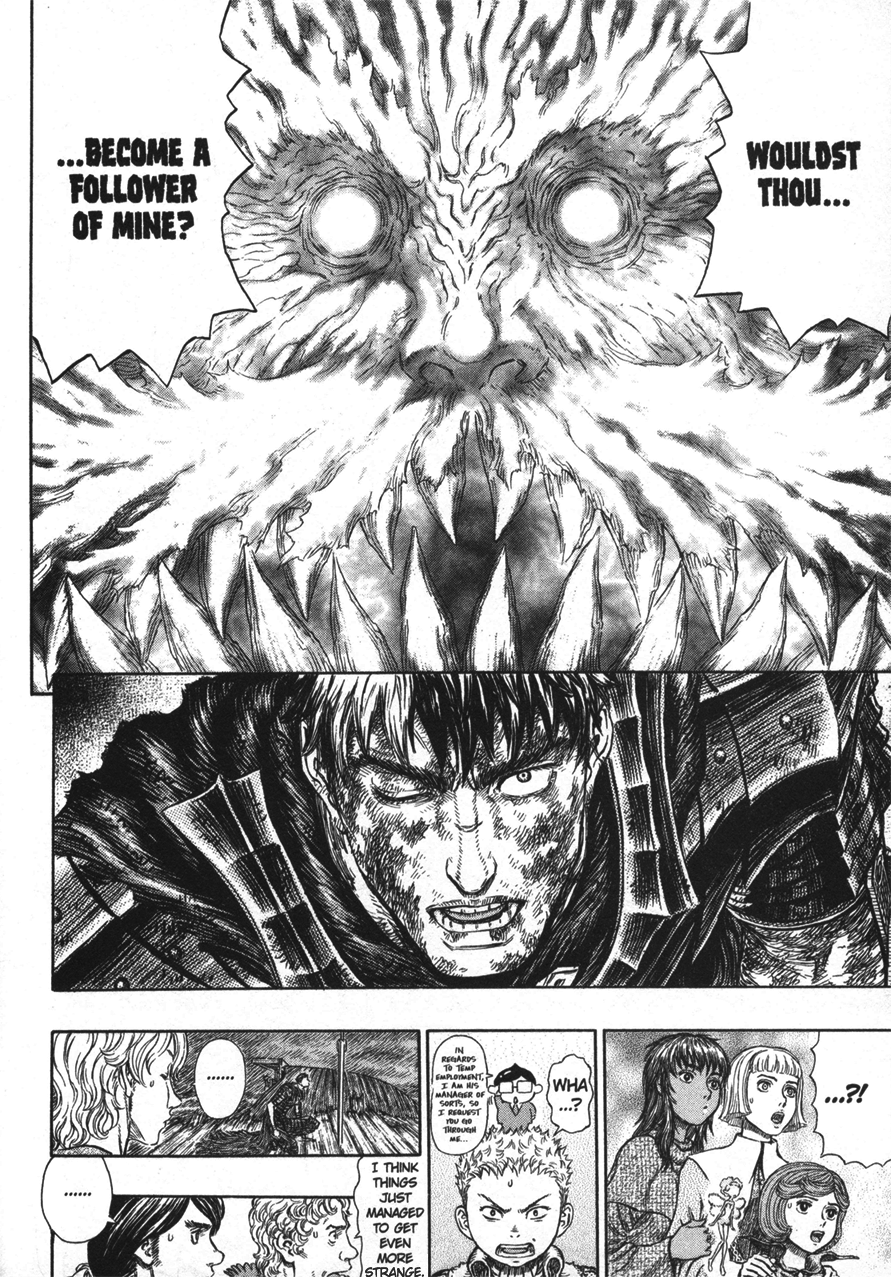 WOULDST
THOU...
...BECOME A
FOLLOWER
OF MINE?
...?!
WHA
...?
IN
REGARDS
TO TEMP
EMPLOYMENT,
I AM HIS
MANAGER OF
SORTS, SO
I REQUEST
YOU GO
THROUGH
ME...
......
I THINK
THINGS
JUST
MANAGED
TO GET
EVEN
MORE
STRANGE.
......